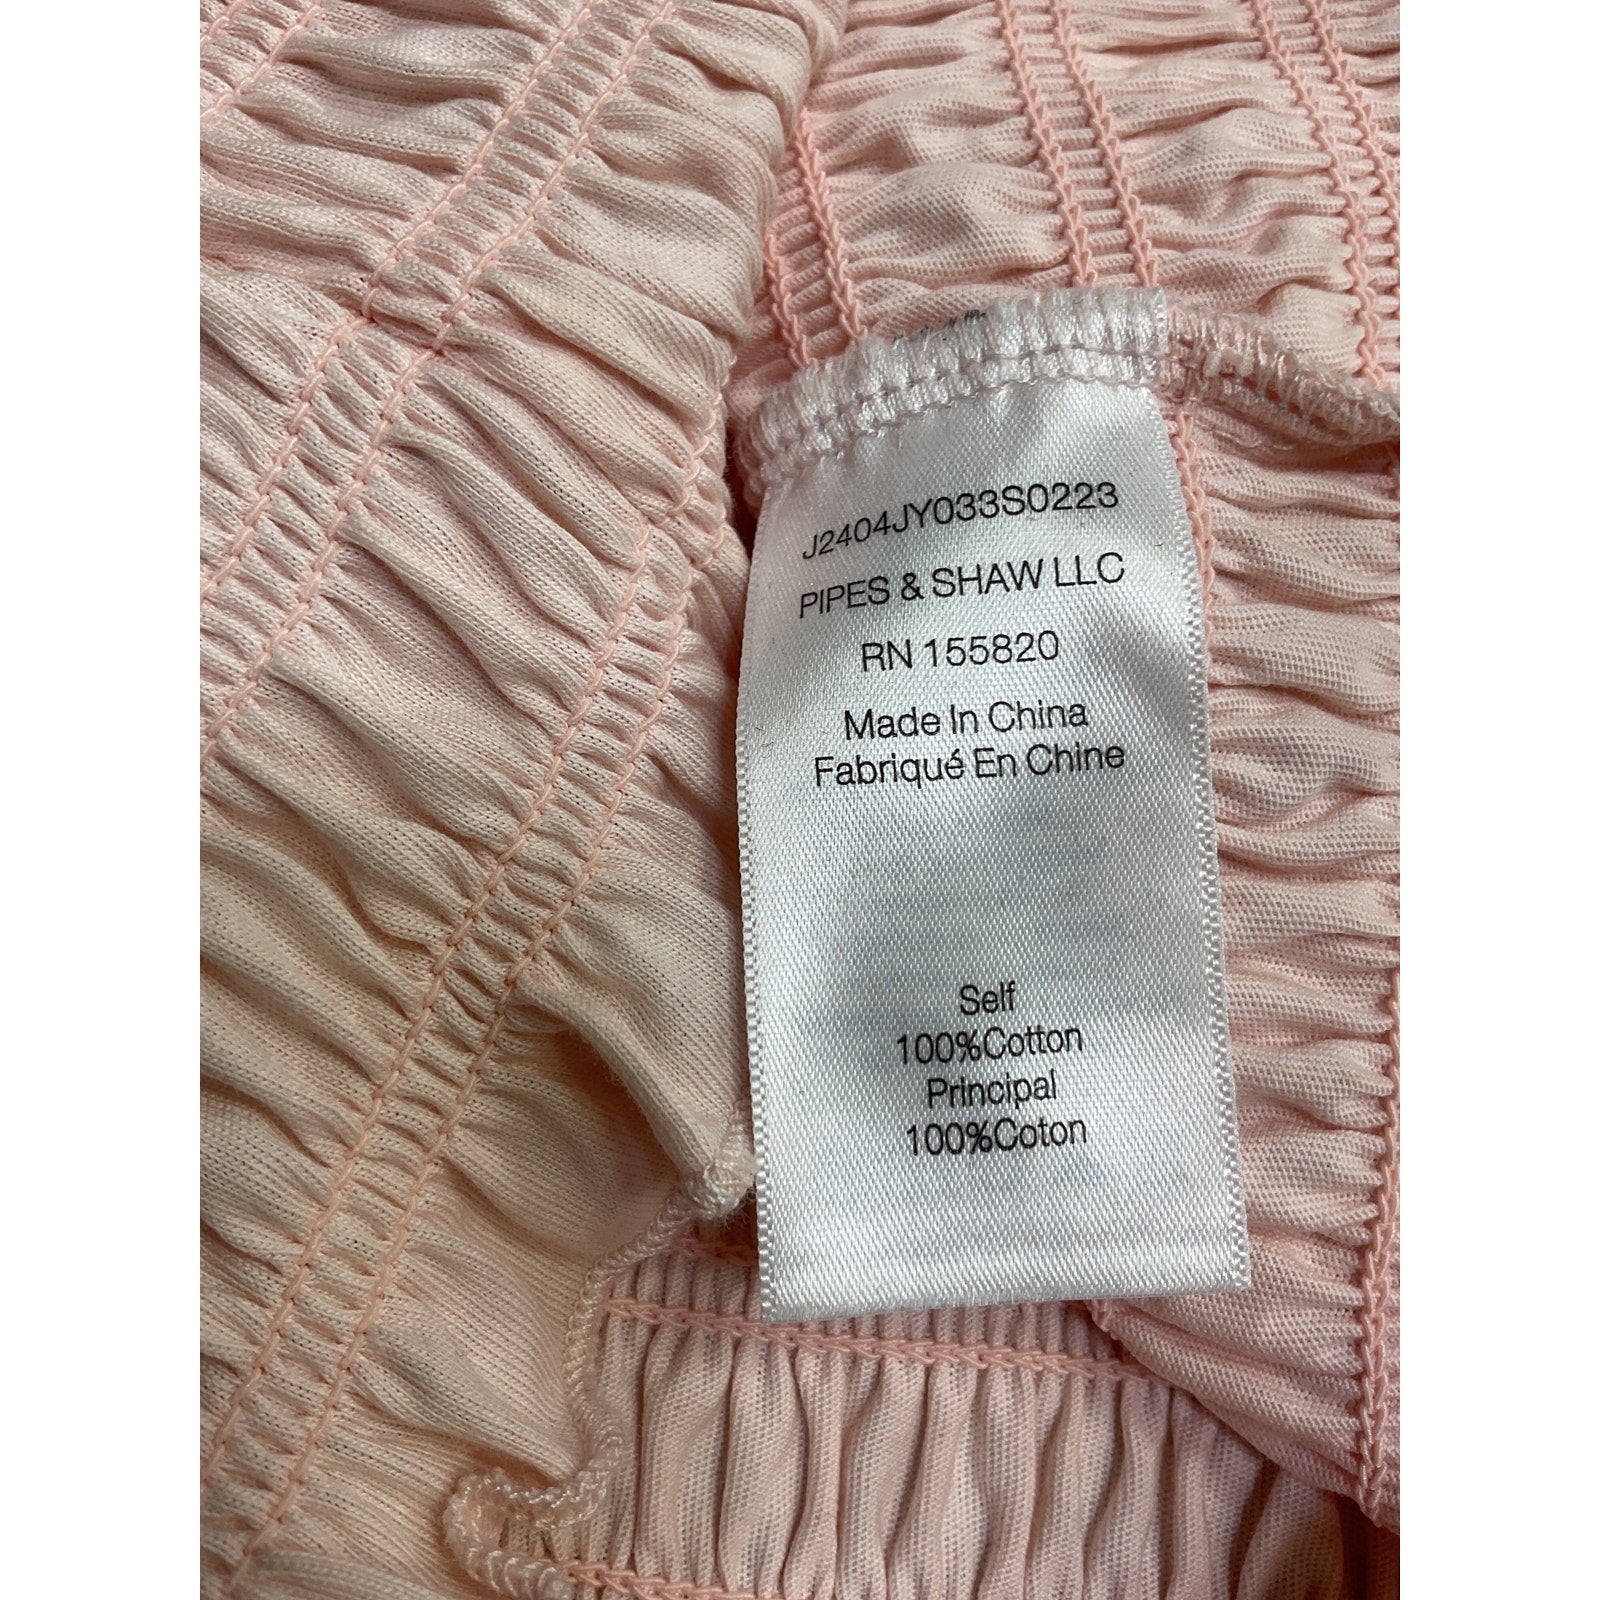 J2404JY033S0223
PIPES & SHAW LLC
RN 155820
Made In China
Fabriqué En Chine
Self
100%Cotton
Principal
100%Coton